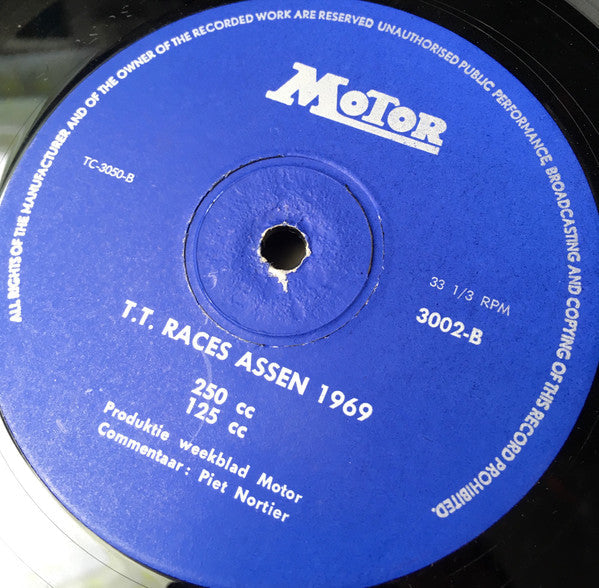 ALL RIGHTS OF THE MANUFACTURER AND OF THE OWNER OF THE RECORDED WORK ARE RESERVED UNAUTHORISED PUBLIC PERFORMANCE BROADCASTING AND COPYING OF THIS RECORD PROHIBITED.
MOTOR
TC-3050-B
33 1/3 RPM
3002-B
T.T. RACES ASSEN 1969
250 cc
125 cc
Produktie weekblad Motor
Commentaar: Piet Nortier